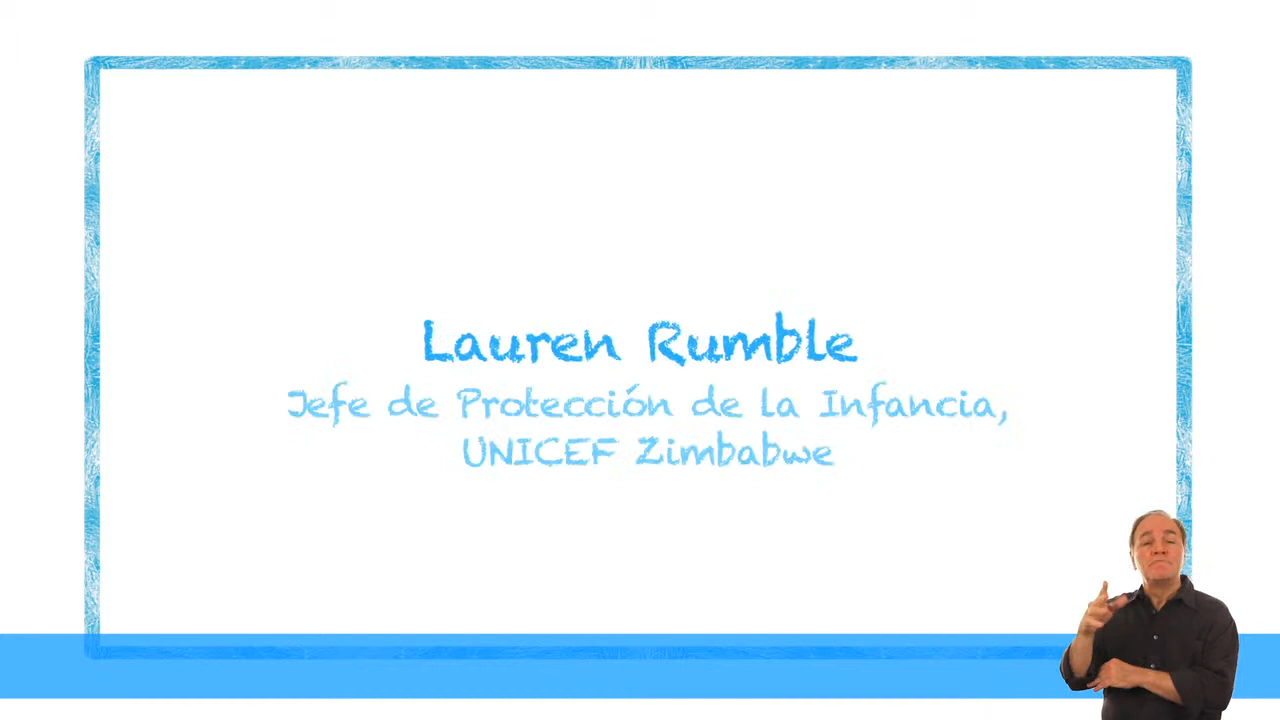 Lauren Rumble
Jefe de Protección de la Infancia,
UNICEF Zimbabwe